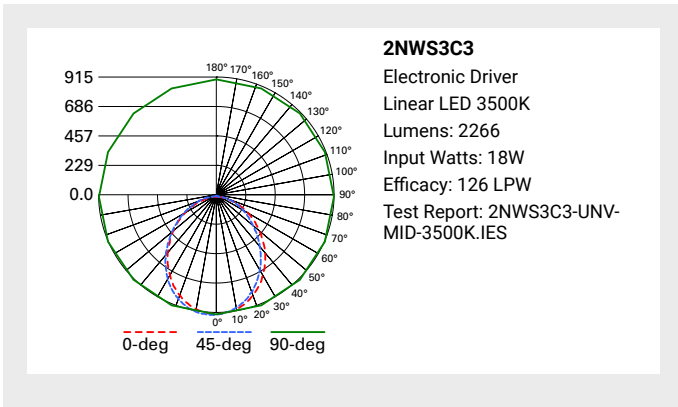 2NWS3C3
Electronic Driver
Linear LED 3500K
Lumens: 2266
Input Watts: 18W
Efficacy: 126 LPW
Test Report: 2NWS3C3-UNV-
MID-3500K.IES
915
686
457
229
0.0
180°
170°
160°
150°
140°
130°
120°
110°
100°
90°
80°
70°
60°
50°
40°
30°
20°
10°
0°
0-deg
45-deg
90-deg